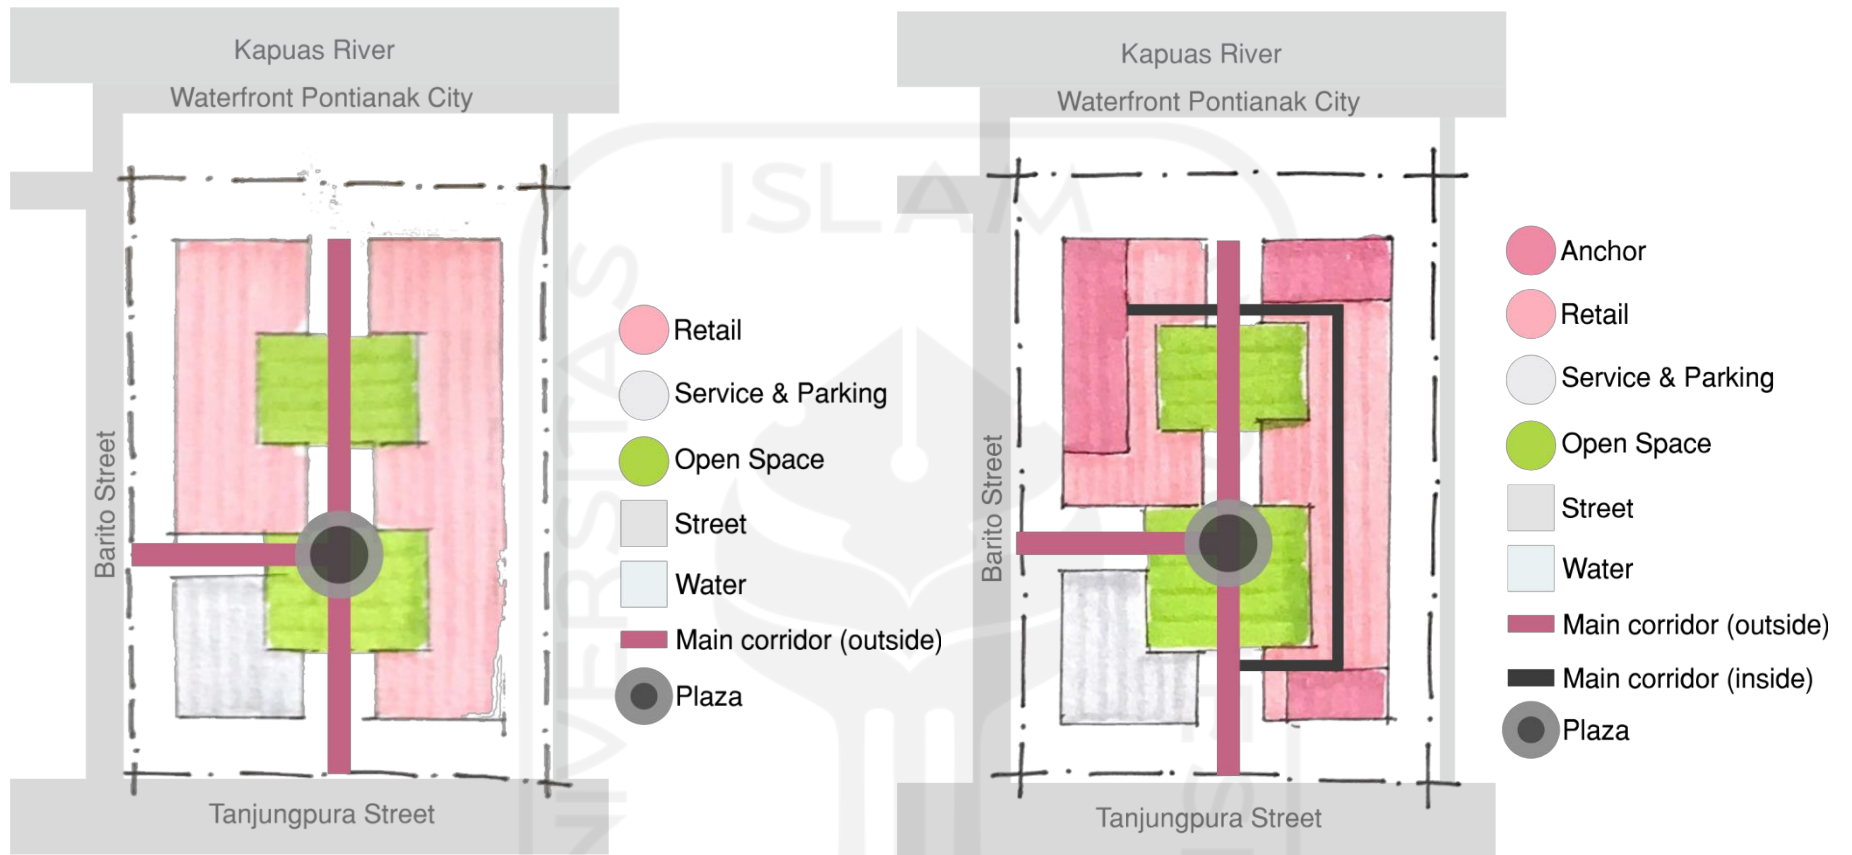 Kapuas River
Waterfront Pontianak City
Barito Street
Tanjungpura Street
Retail
Service & Parking
Open Space
Street
Water
Main corridor (outside)
Plaza
Kapuas River
Waterfront Pontianak City
Barito Street
Tanjungpura Street
Anchor
Retail
Service & Parking
Open Space
Street
Water
Main corridor (outside)
Main corridor (inside)
Plaza
ISLAM
UNIVERSITAS